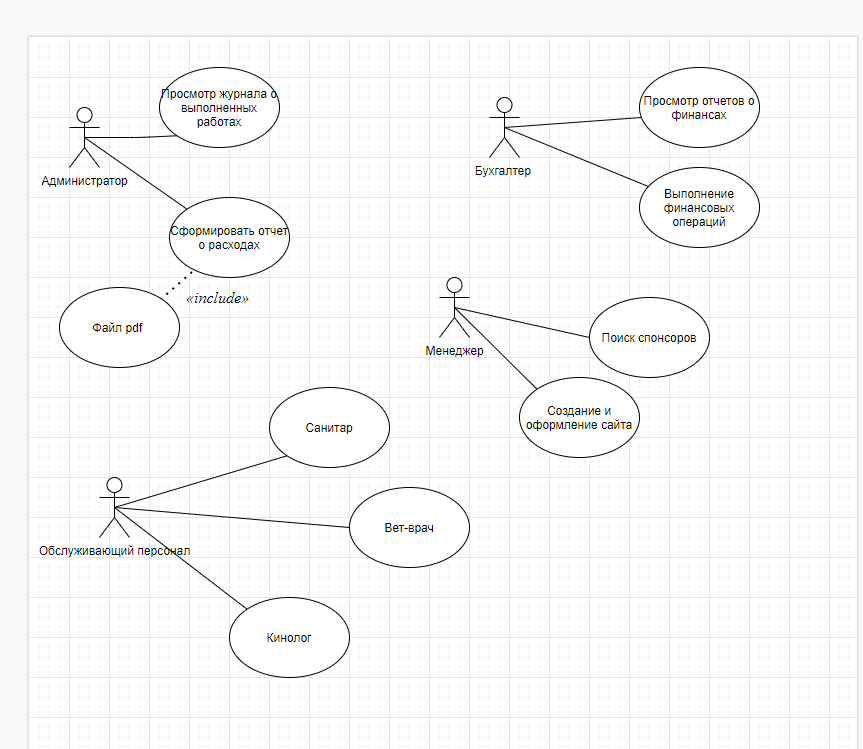 Просмотр журнала о
выполненных
работах
Администратор
Сформировать отчет
о расходах
«include»
Файл pdf
Просмотр отчетов о
финансах
Бухгалтер
Выполнение
финансовых
операций
Менеджер
Поиск спонсоров
Создание и
оформление сайта
Санитар
Обслуживающий персонал
Вет-врач
Кинолог